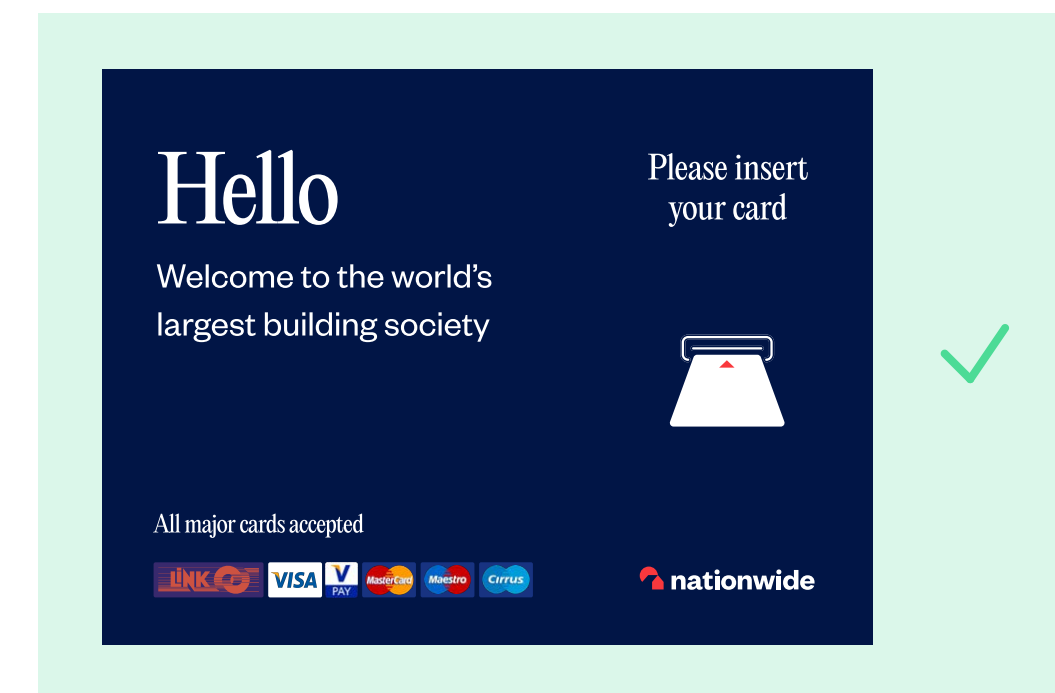 Hello
Welcome to the world’s
largest building society
Please insert
your card
All major cards accepted
LINK VISA V PAY MasterCard Maestro Cirrus
nationwide